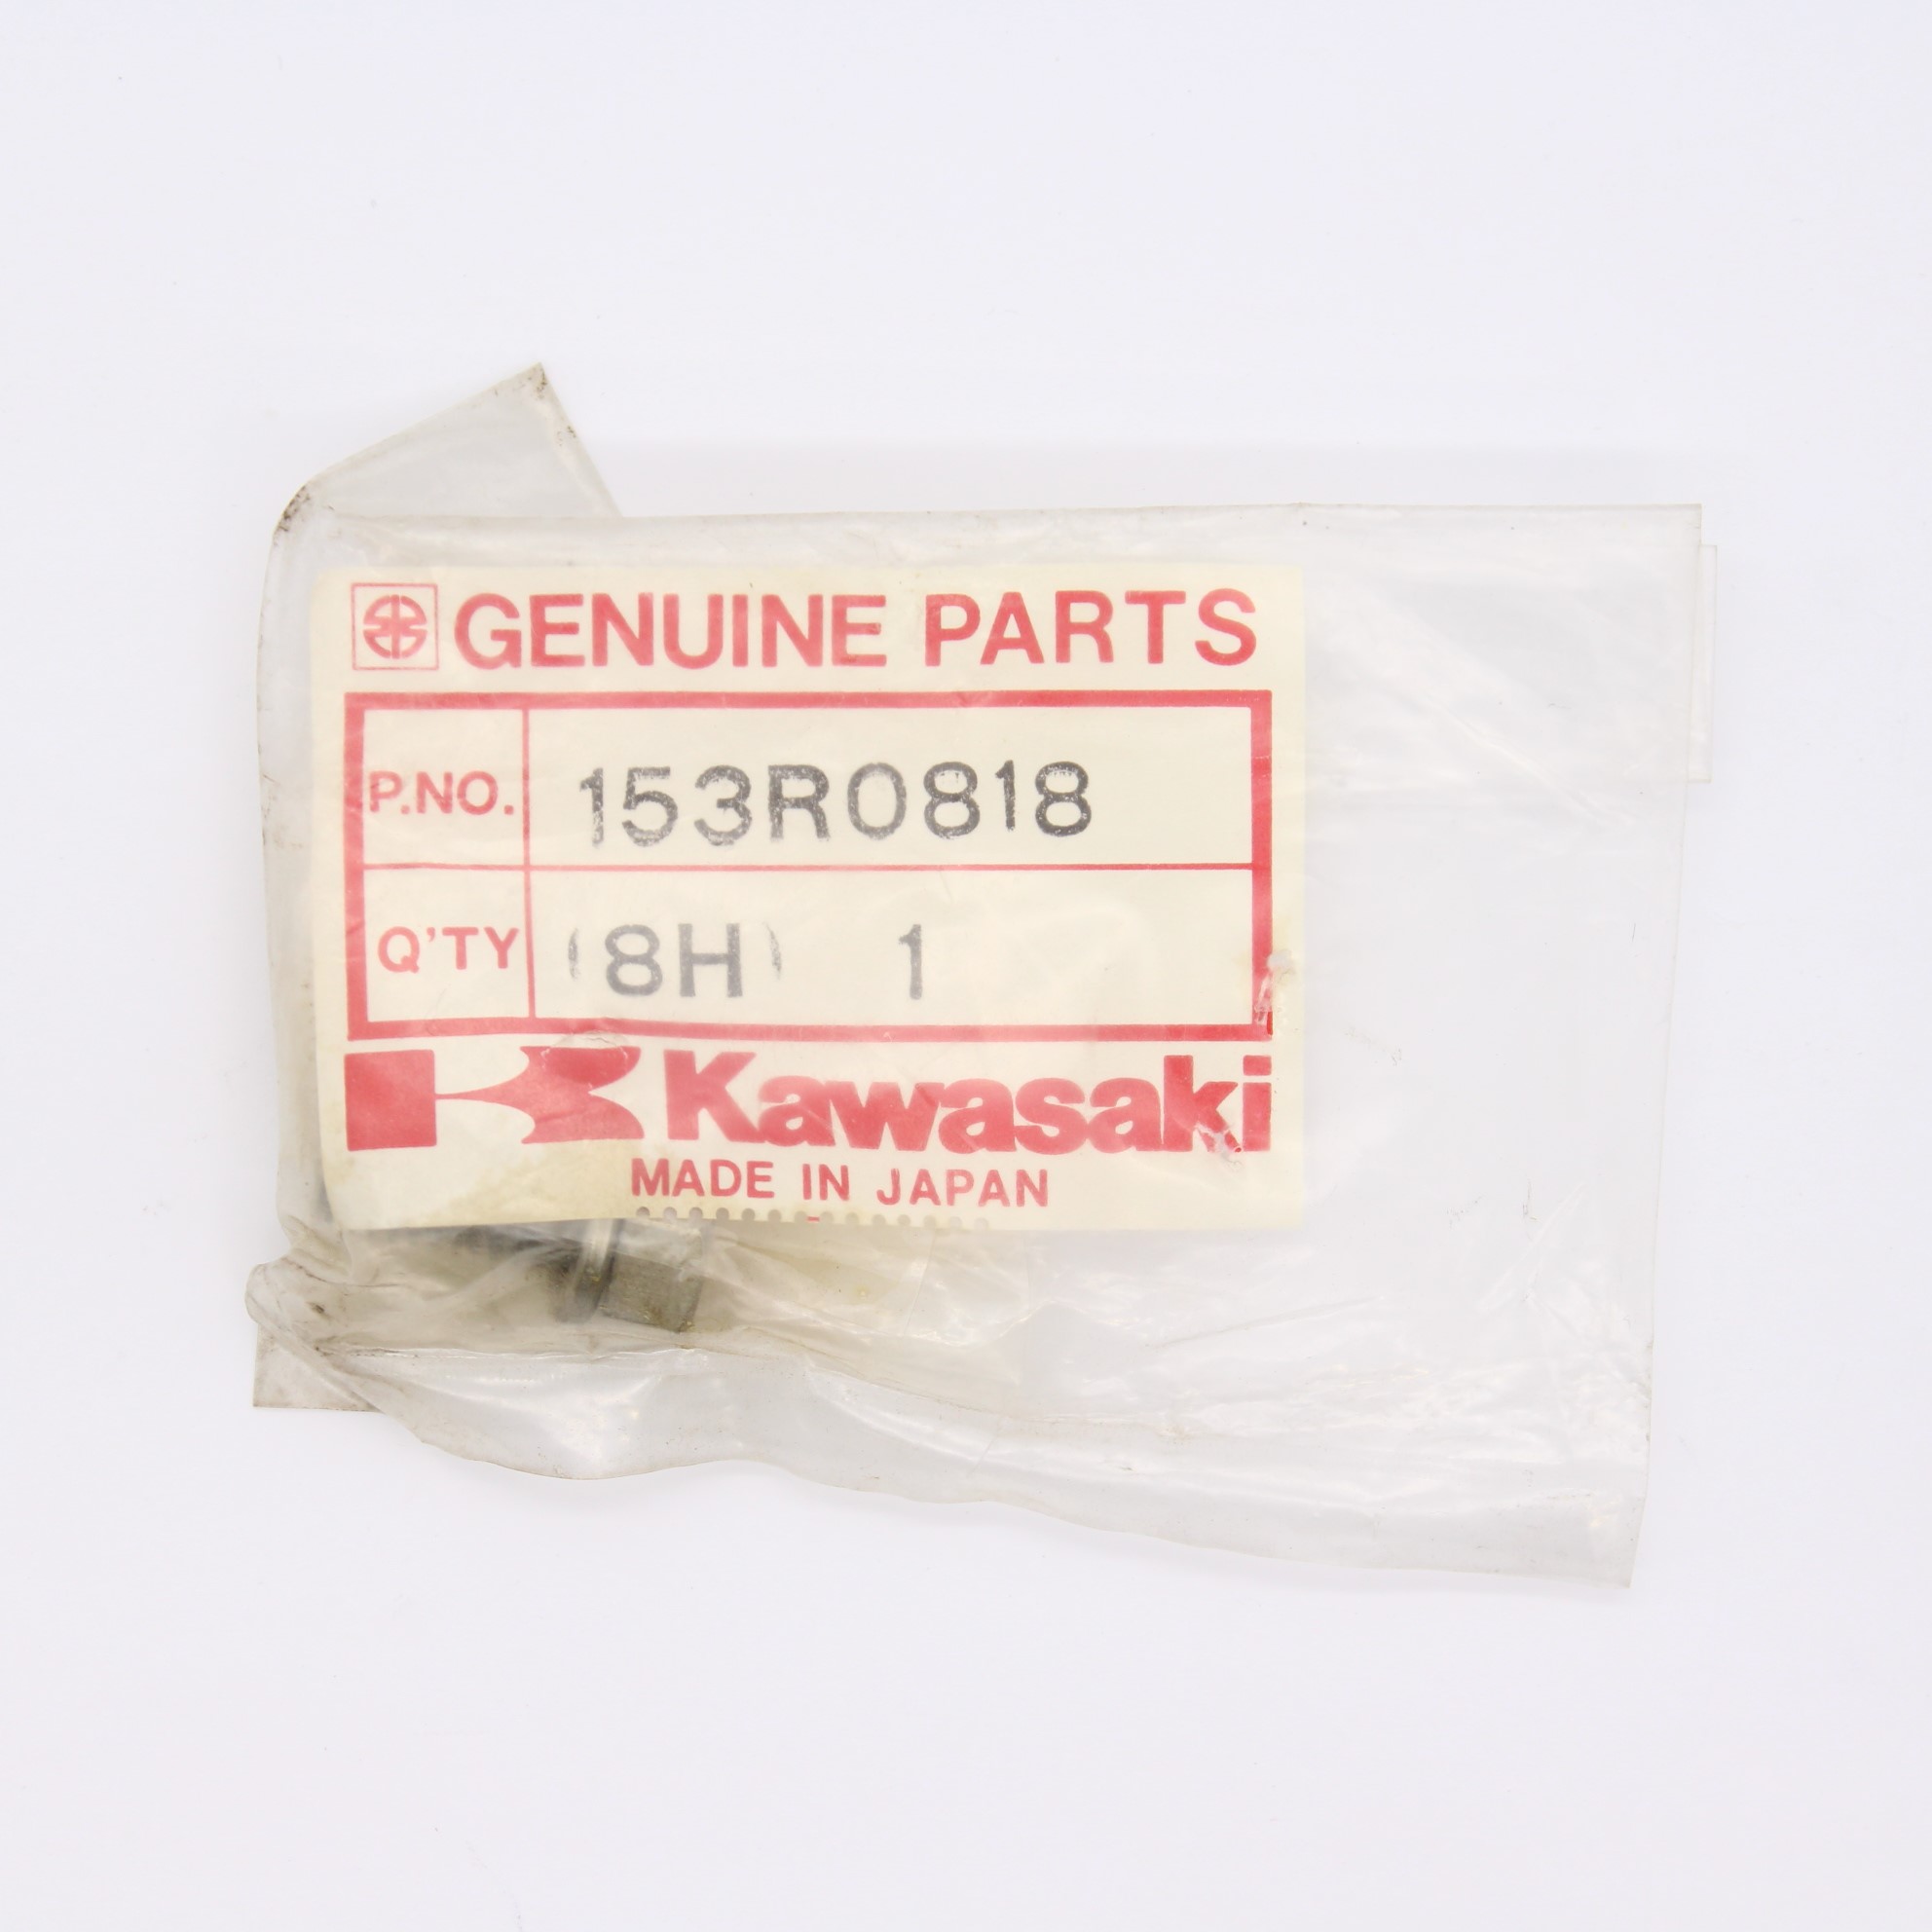 GENUINE PARTS
P.NO. 153R0818
Q'TY (8H) 1
Kawasaki
MADE IN JAPAN